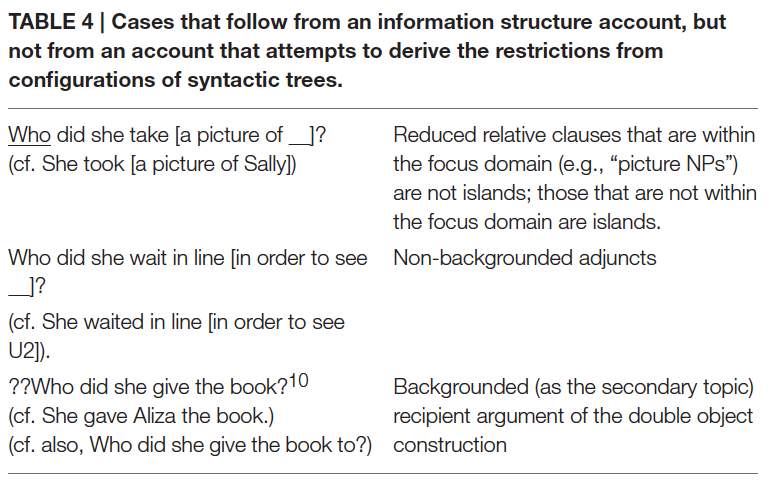 TABLE 4 | Cases that follow from an information structure account, but
not from an account that attempts to derive the restrictions from
configurations of syntactic trees.
Who did she take [a picture of __]?
(cf. She took [a picture of Sally])
Reduced relative clauses that are within
the focus domain (e.g., “picture NPs”)
are not islands; those that are not within
the focus domain are islands.
Who did she wait in line [in order to see
__]?
(cf. She waited in line [in order to see
U2]).
Non-backgrounded adjuncts
??Who did she give the book?10
(cf. She gave Aliza the book.)
(cf. also, Who did she give the book to?)
Backgrounded (as the secondary topic)
recipient argument of the double object
construction